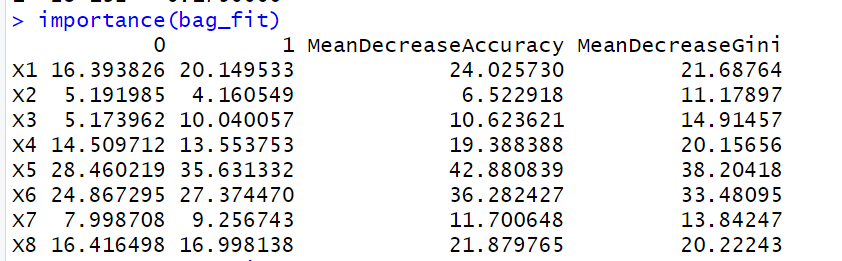 > importance(bag_fit)
0 1 MeanDecreaseAccuracy MeanDecreaseGini
X1 16.393826 20.149533 24.025730 21.68764
X2 5.191985 4.160549 6.522918 11.17897
X3 5.173962 10.040057 10.623621 14.91457
X4 14.509712 13.553753 19.388388 20.15656
X5 28.460219 35.631332 42.880839 38.20418
X6 24.867295 27.374470 36.282427 33.48095
X7 7.998708 9.256743 11.700648 13.84247
X8 16.416498 16.998138 21.879765 20.22243